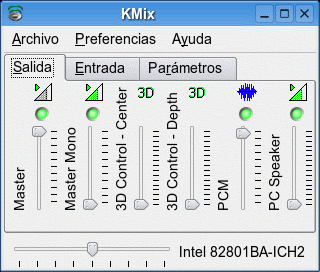 KMix
Archivo Preferencias Ayuda
Salida Entrada Parámetros
3D 3D
Master
Master Mono
3D Control - Center
3D Control - Depth
PCM
PC Speaker
Intel 82801BA-ICH2